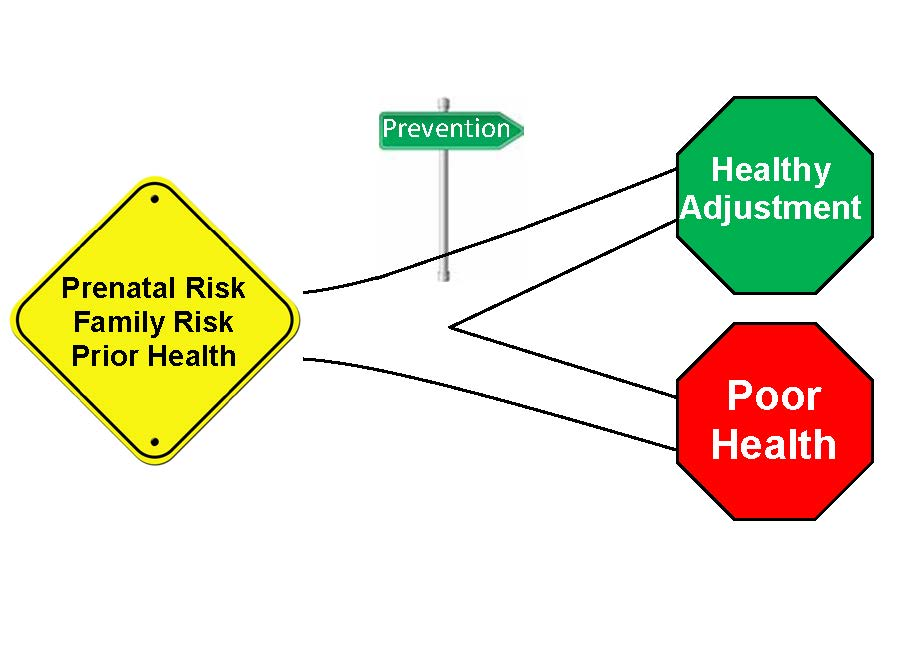 Prevention
Healthy
Adjustment
Prenatal Risk
Family Risk
Prior Health
Poor
Health